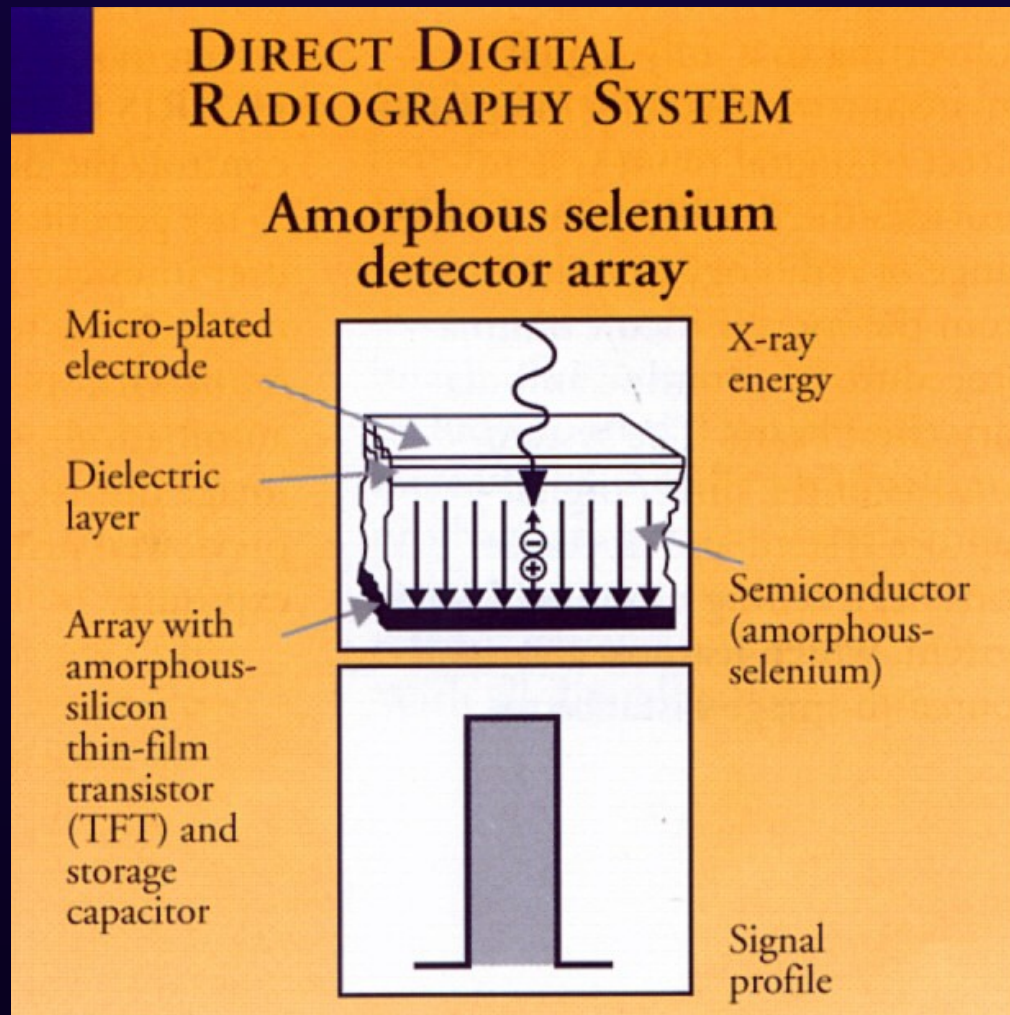 DIRECT DIGITAL
RADIOGRAPHY SYSTEM
Amorphous selenium
detector array
Micro-plated
electrode
X-ray
energy
Dielectric
layer
Semiconductor
(amorphous-
selenium)
Array with
amorphous-
silicon
thin-film
transistor
(TFT) and
storage
capacitor
Signal
profile